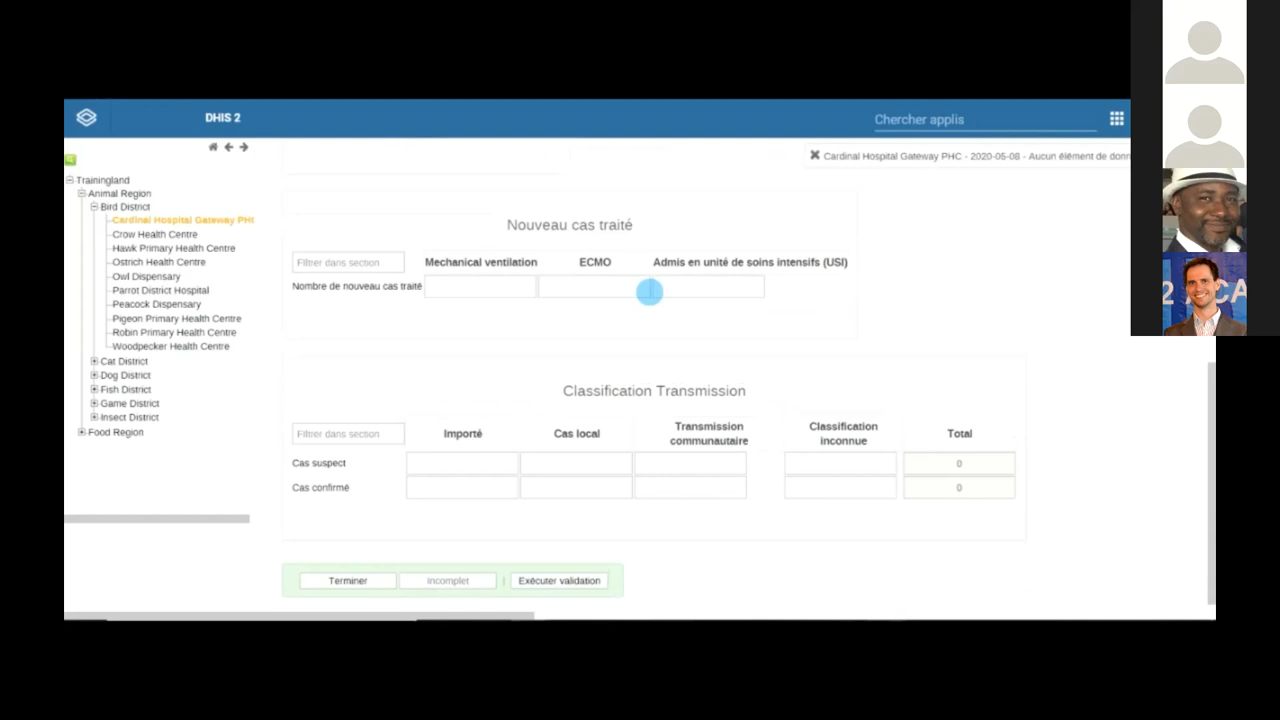 DHIS 2
Chercher applis
Cardinal Hospital Gateway PHC - 2020-05-08 - Aucun élément de donn
Trainingland
Animal Region
Bird District
Cardinal Hospital Gateway PHC
Crow Health Centre
Hawk Primary Health Centre
Ostrich Health Centre
Owl Dispensary
Parrot District Hospital
Peacock Dispensary
Pigeon Primary Health Centre
Robin Primary Health Centre
Woodpecker Health Centre
Cat District
Dog District
Fish District
Game District
Insect District
Food Region
Nouveau cas traité
Filtrer dans section
Mechanical ventilation
ECMO
Admis en unité de soins intensifs (USI)
Nombre de nouveau cas traité
Classification Transmission
Filtrer dans section
Importé
Cas local
Transmission
communautaire
Classification
inconnue
Total
Cas suspect
0
Cas confirmé
0
Terminer
Incomplet
|
Exécuter validation